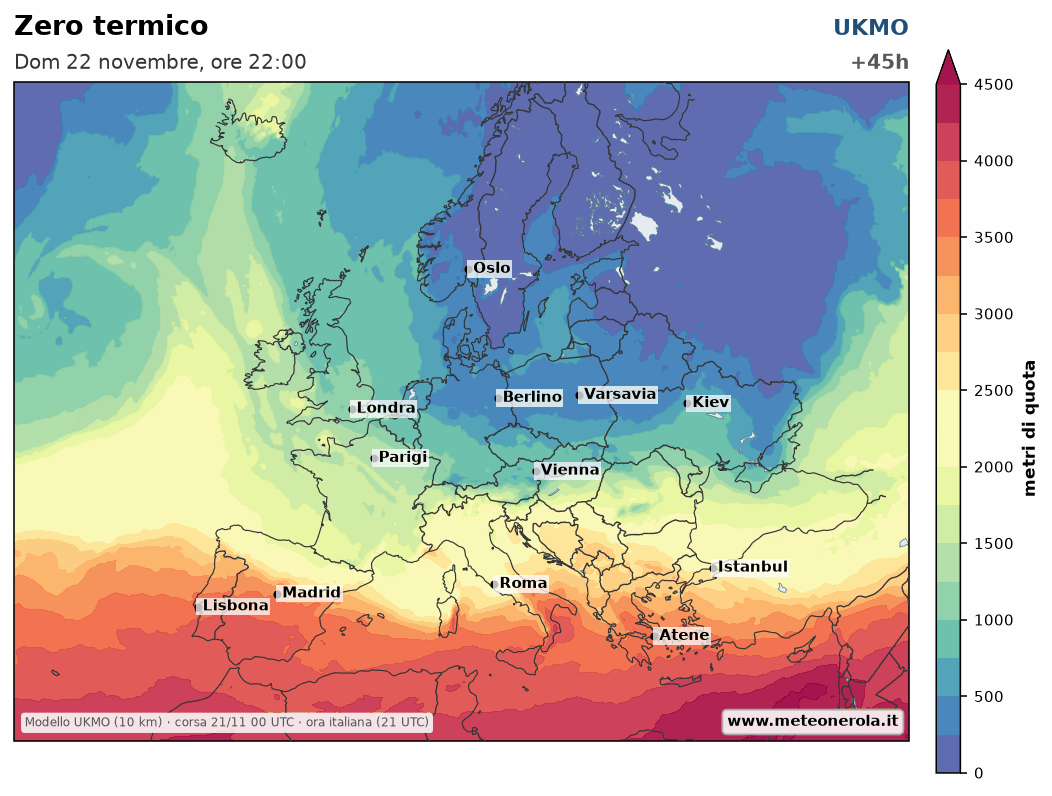 Zero termico
UKMO
Dom 22 novembre, ore 22:00
+45h
4500
4000
3500
3000
2500
2000
1500
1000
500
0
metri di quota
Oslo
Berlino
Varsavia
Kiev
Londra
Parigi
Vienna
Istanbul
Roma
Madrid
Lisbona
Atene
Modello UKMO (10 km) · corsa 21/11 00 UTC · ora italiana (21 UTC)
www.meteonerola.it